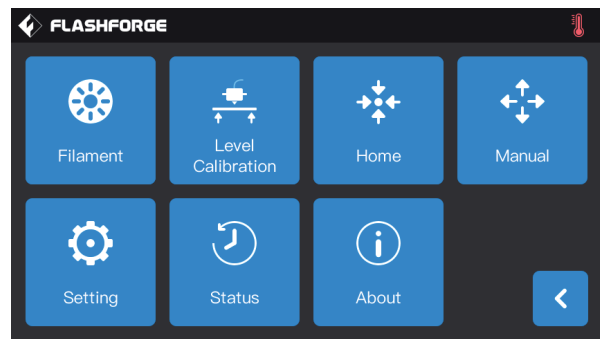 FLASHFORGE
Filament
Level
Calibration
Home
Manual
Setting
Status
About